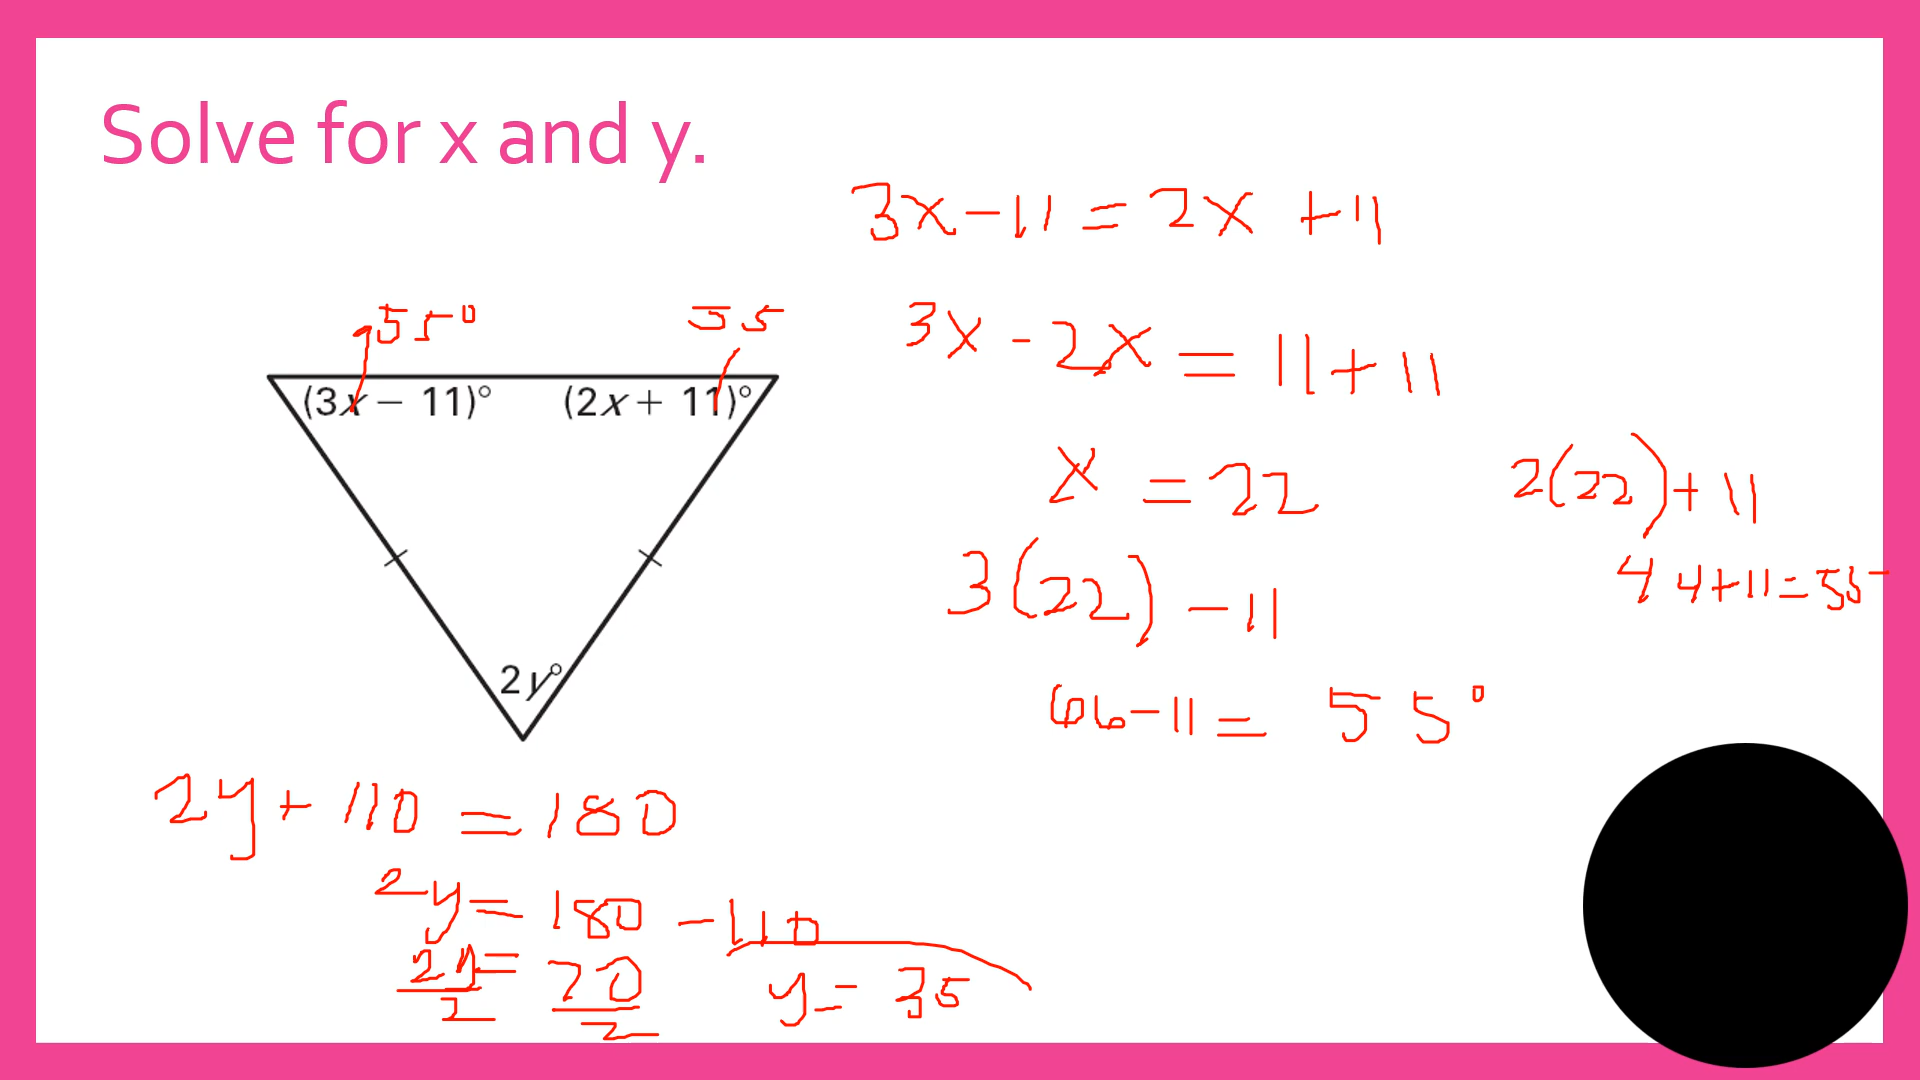 Solve for x and y.
3x - 11 = 2x + 11
55° 55
3x - 2x = 11 + 11
(3x − 11)° (2x + 11)°
x = 22
2(22) + 11
3(22) - 11
44 + 11 = 55
2y°
66 - 11 = 55°
2y + 110 = 180
2y = 180 - 110
2y = 70
2 2
y = 35